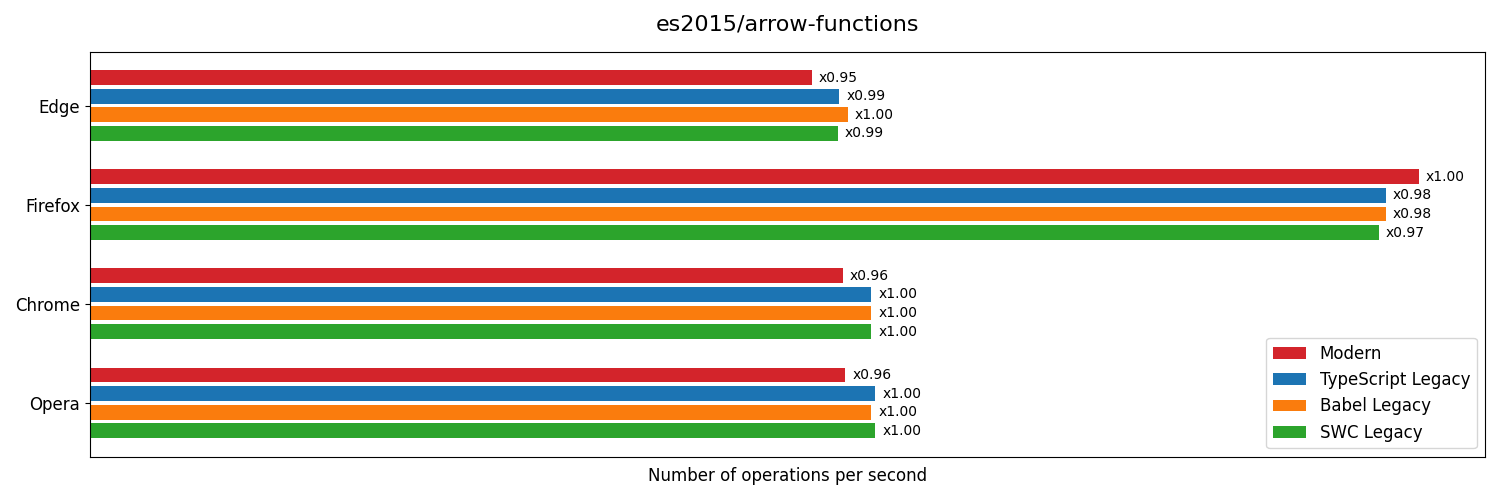 es2015/arrow-functions
Edge
x0.95
x0.99
x1.00
x0.99
Firefox
x1.00
x0.98
x0.98
x0.97
Chrome
x0.96
x1.00
x1.00
x1.00
Opera
x0.96
x1.00
x1.00
x1.00
Modern
TypeScript Legacy
Babel Legacy
SWC Legacy
Number of operations per second